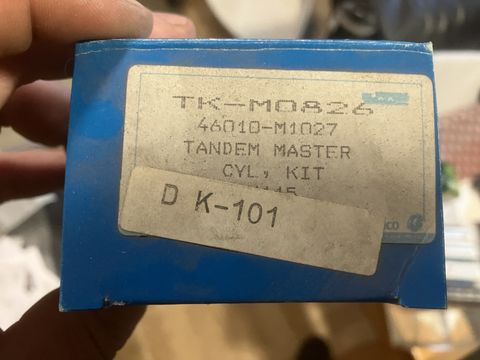 TK-M0826
46010-M1027
TANDEM MASTER
CYL, KIT
D K-101